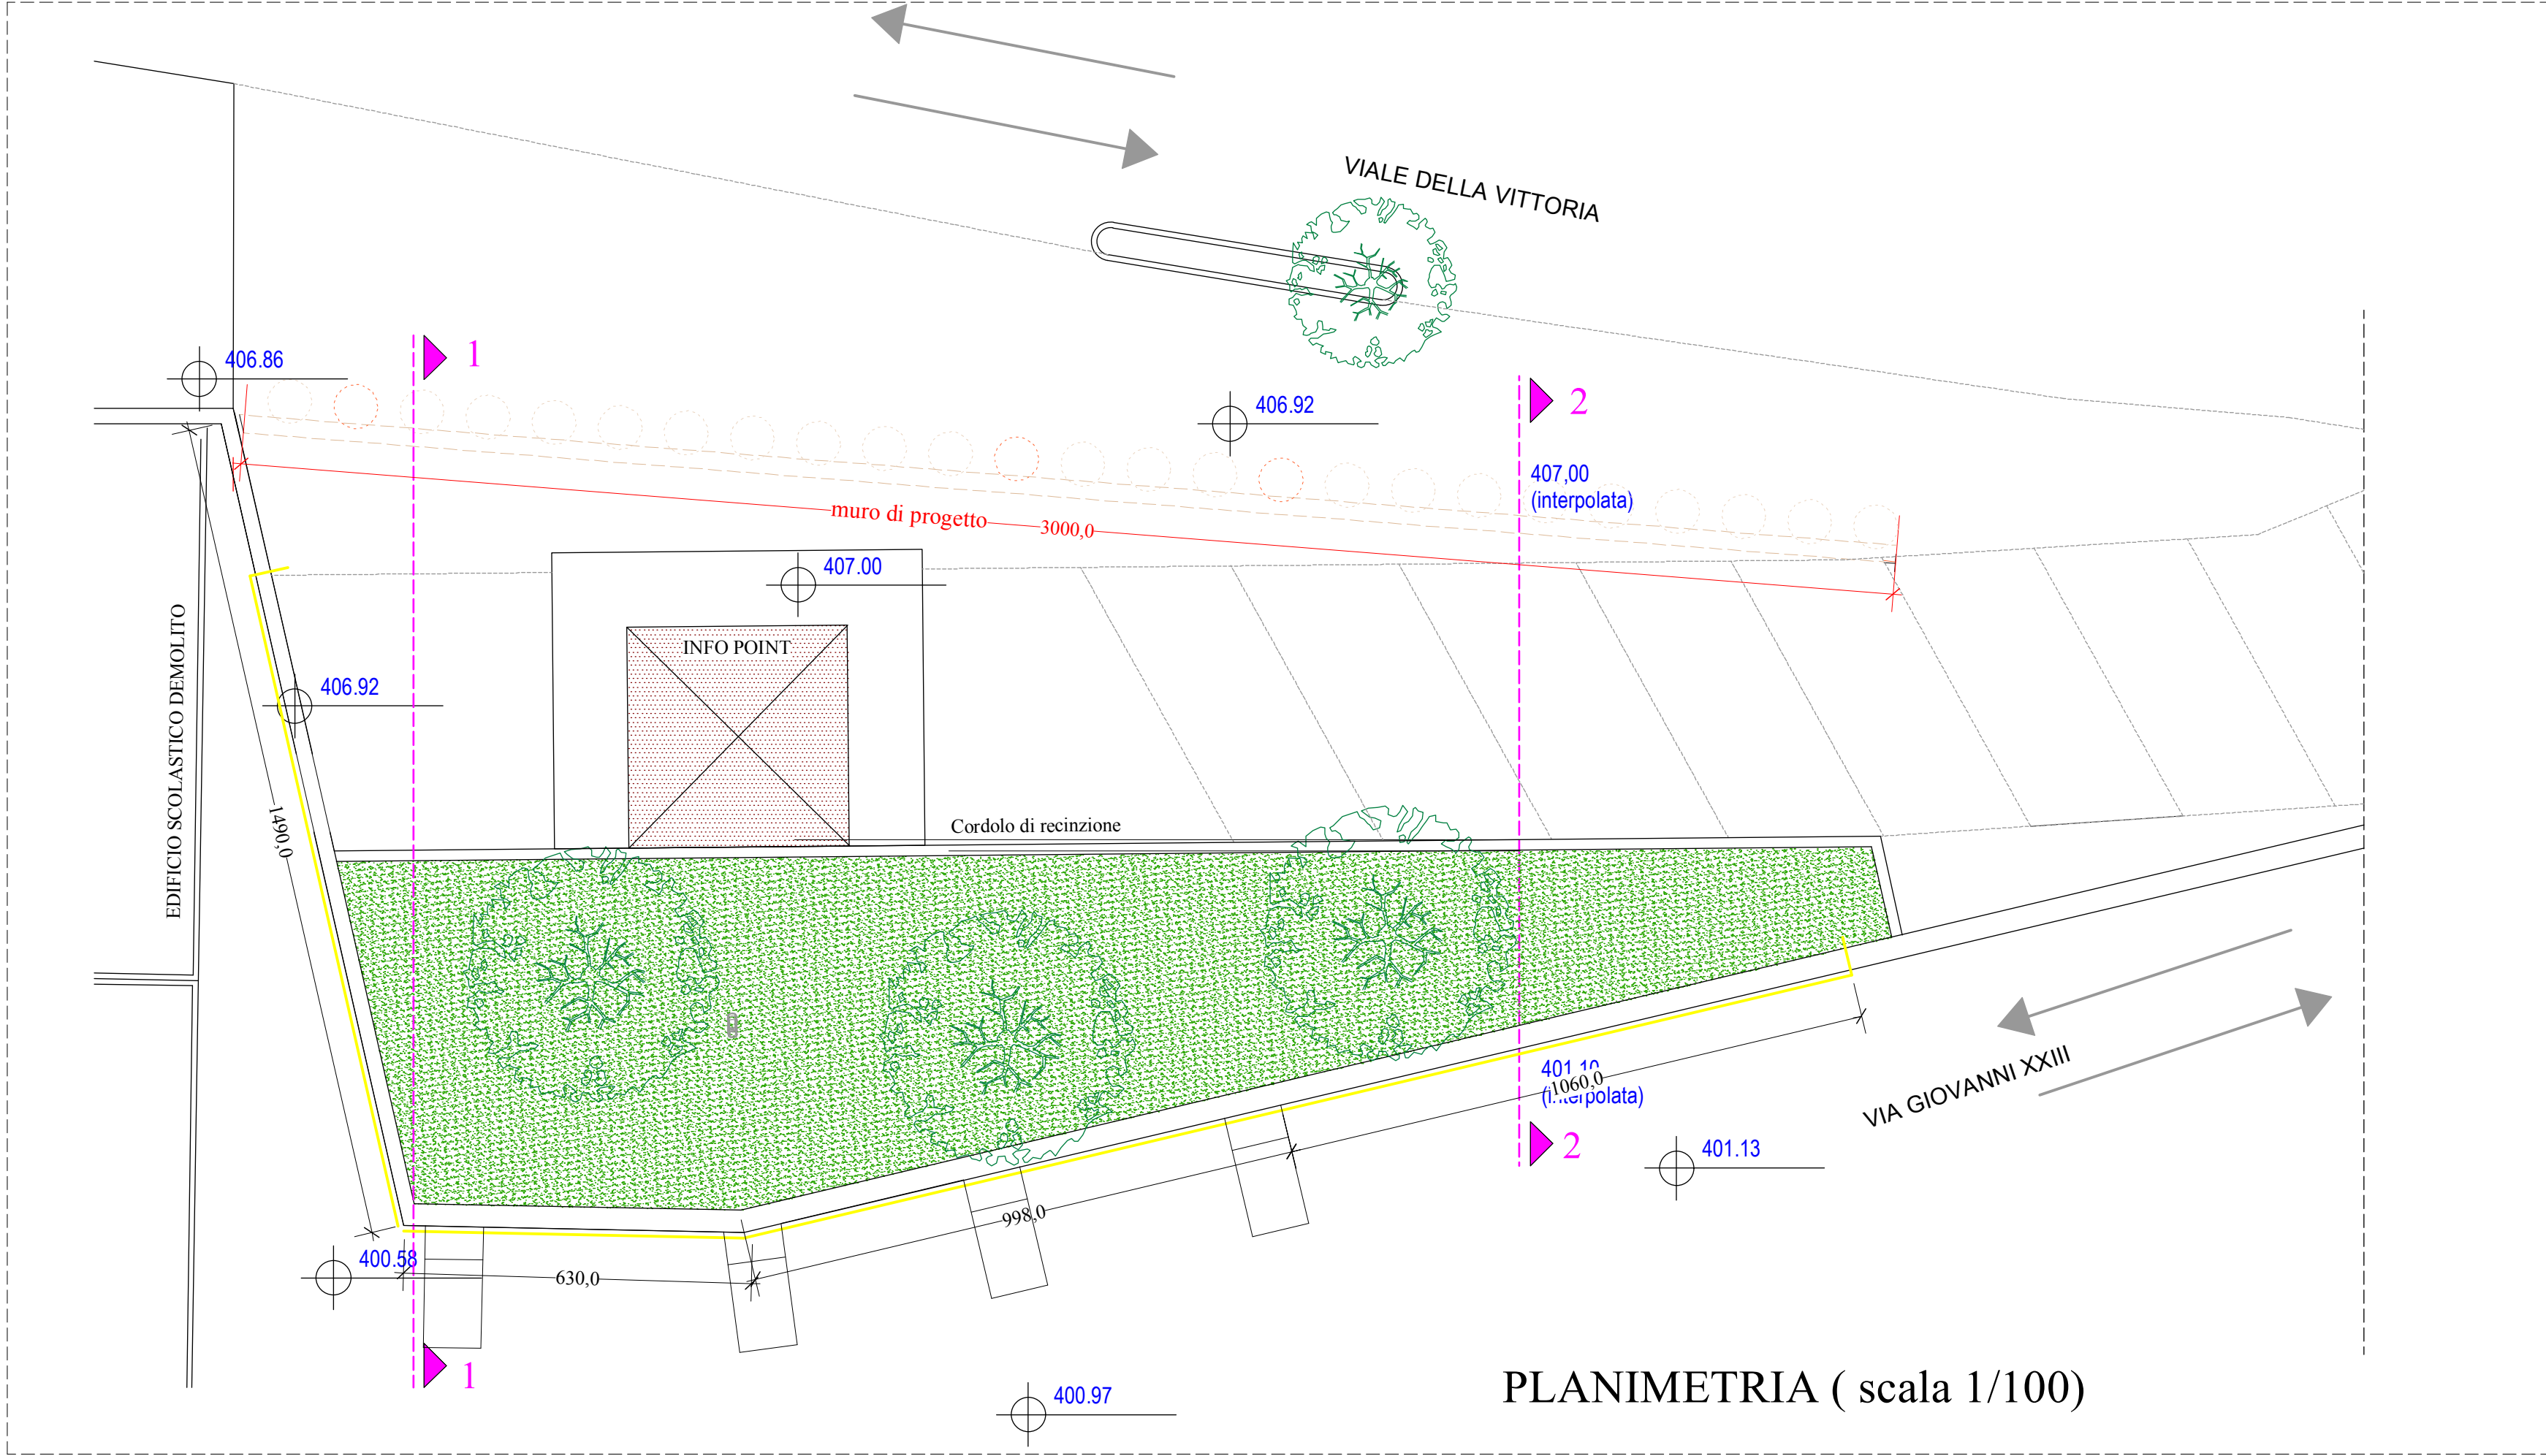 VIALE DELLA VITTORIA
406.86
1
406.92
2
407,00
(interpolata)
muro di progetto
3000,0
407.00
INFO POINT
406.92
EDIFICIO SCOLASTICO DEMOLITO
1490,0
Cordolo di recinzione
401.10
(interpolata)
1060,0
VIA GIOVANNI XXIII
2
401.13
998,0
400.58
630,0
1
400.97
PLANIMETRIA ( scala 1/100)